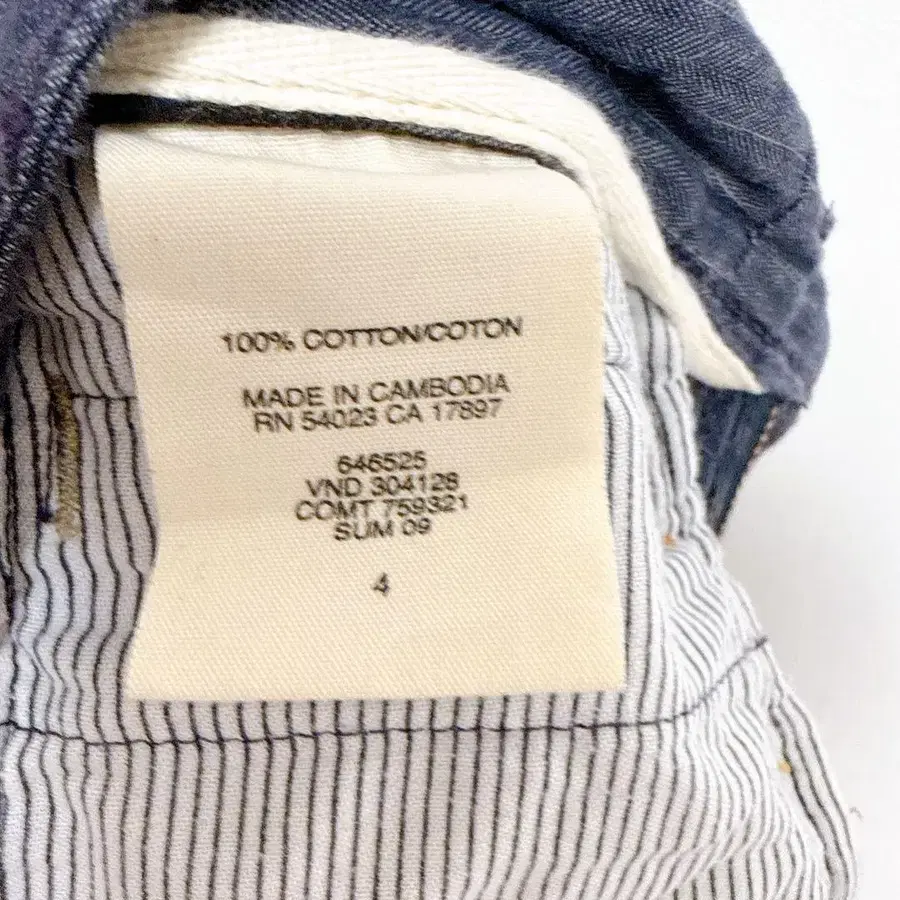 100% COTTON/COTON
MADE IN CAMBODIA
RN 54023 CA 17897
646525
VND 304128
COMT 759321
SUM 09
4